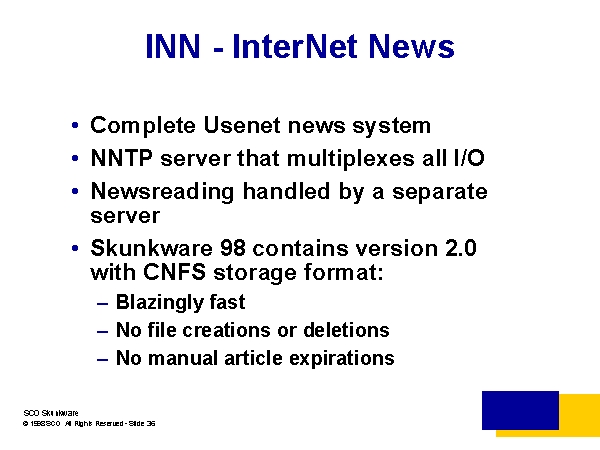 INN - Inter.Net News
• Complete Usenet news system
• NNTP server that multiplexes all I/O
• Newsreading handled by a separate
server
• Skunkware 98 contains version 2.0
with CNFS storage format:
– Blazingly fast
– No file creations or deletions
– No manual article expirations
SCO Skunkware
© 1998 SCO All Rights Reserved - Slide 36